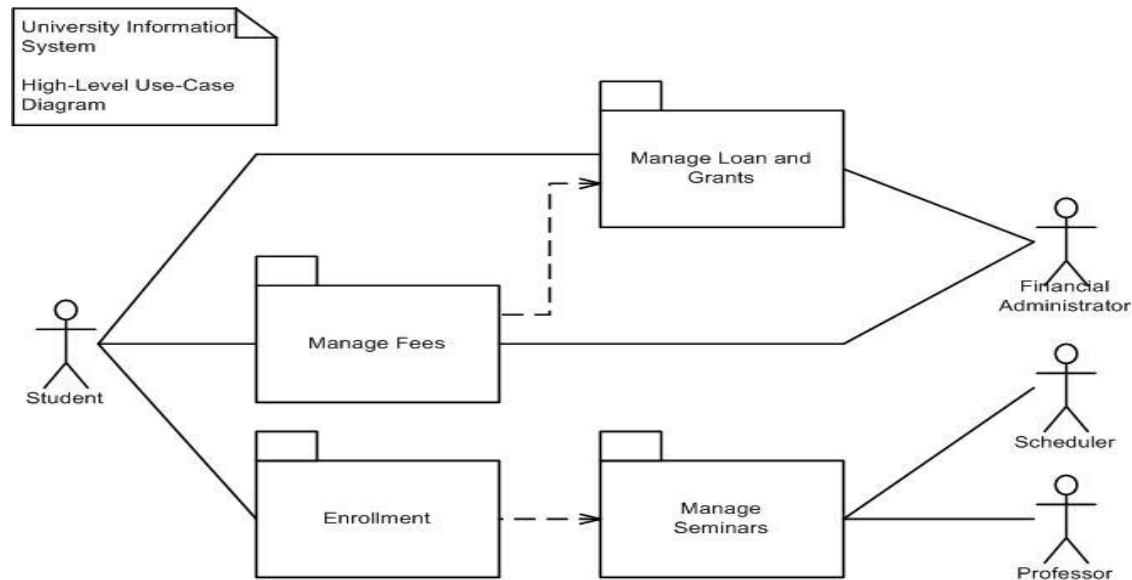 University Information
System
High-Level Use-Case
Diagram
Manage Loan and
Grants
Financial
Administrator
Manage Fees
Student
Scheduler
Enrollment
Manage
Seminars
Professor